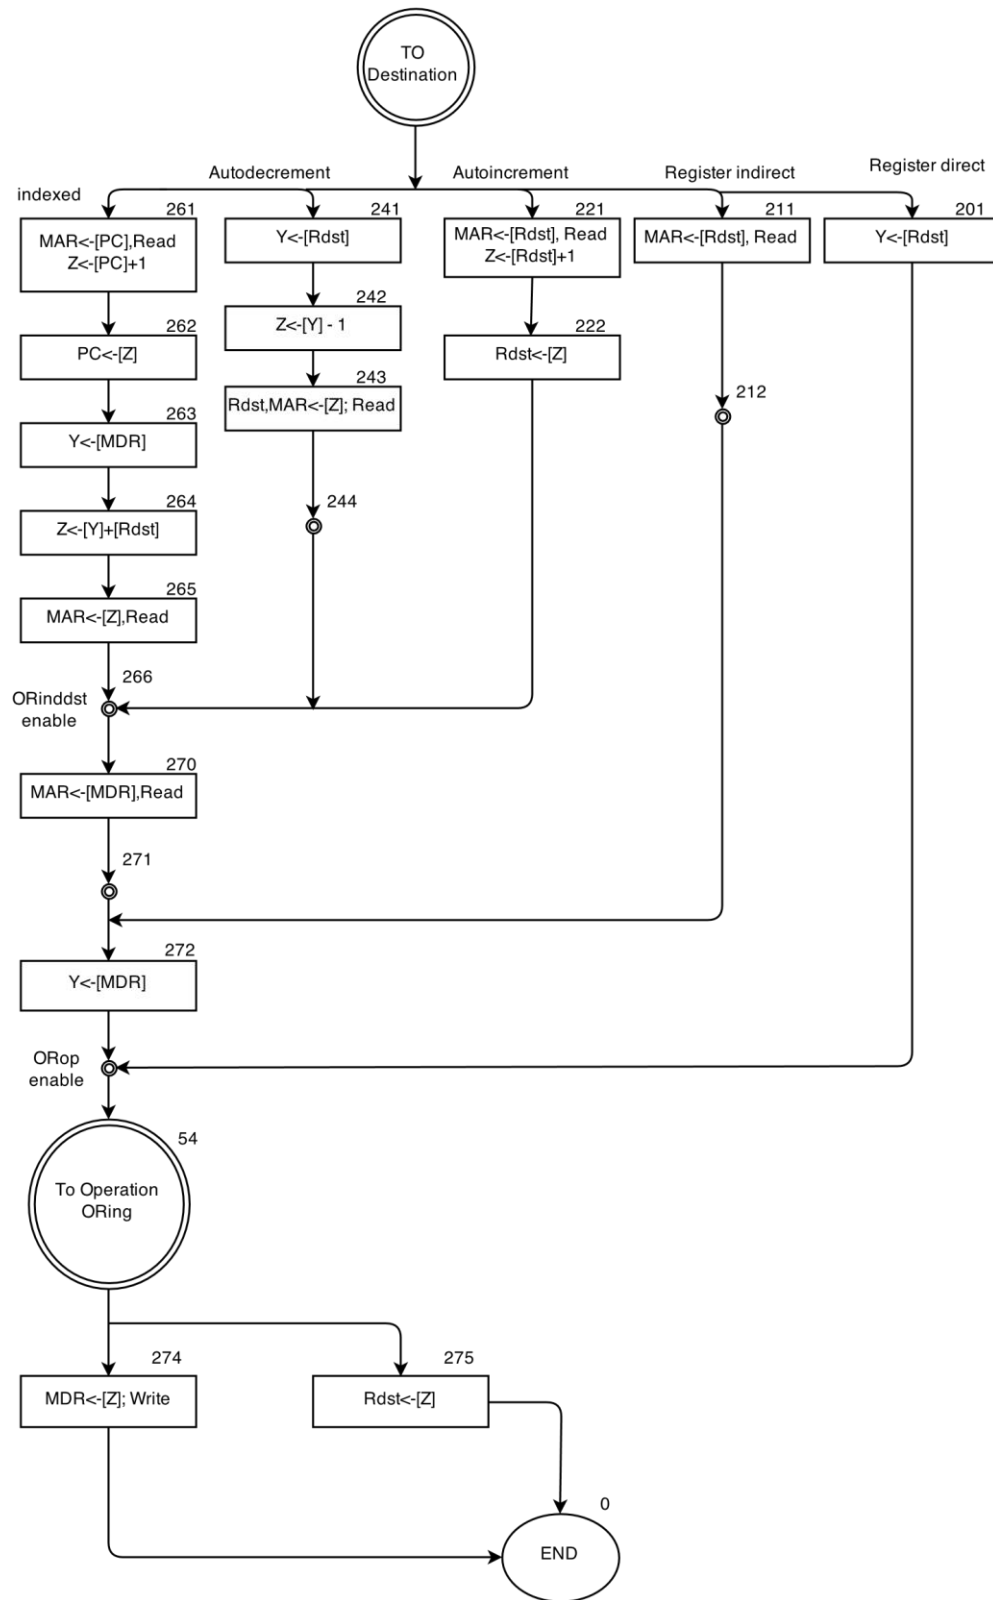 TO
Destination
indexed
Autodecrement
Autoincrement
Register indirect
Register direct
261
241
221
211
201
MAR<-[PC],Read
Z<-[PC]+1
Y<-[Rdst]
MAR<-[Rdst], Read
Z<-[Rdst]+1
MAR<-[Rdst], Read
Y<-[Rdst]
262
242
222
PC<-[Z]
Z<-[Y] - 1
Rdst<-[Z]
263
243
212
Y<-[MDR]
Rdst,MAR<-[Z]; Read
264
244
Z<-[Y]+[Rdst]
265
MAR<-[Z],Read
266
ORinddst
enable
270
MAR<-[MDR],Read
271
272
Y<-[MDR]
ORop
enable
54
To Operation
ORing
274
275
MDR<-[Z]; Write
Rdst<-[Z]
0
END